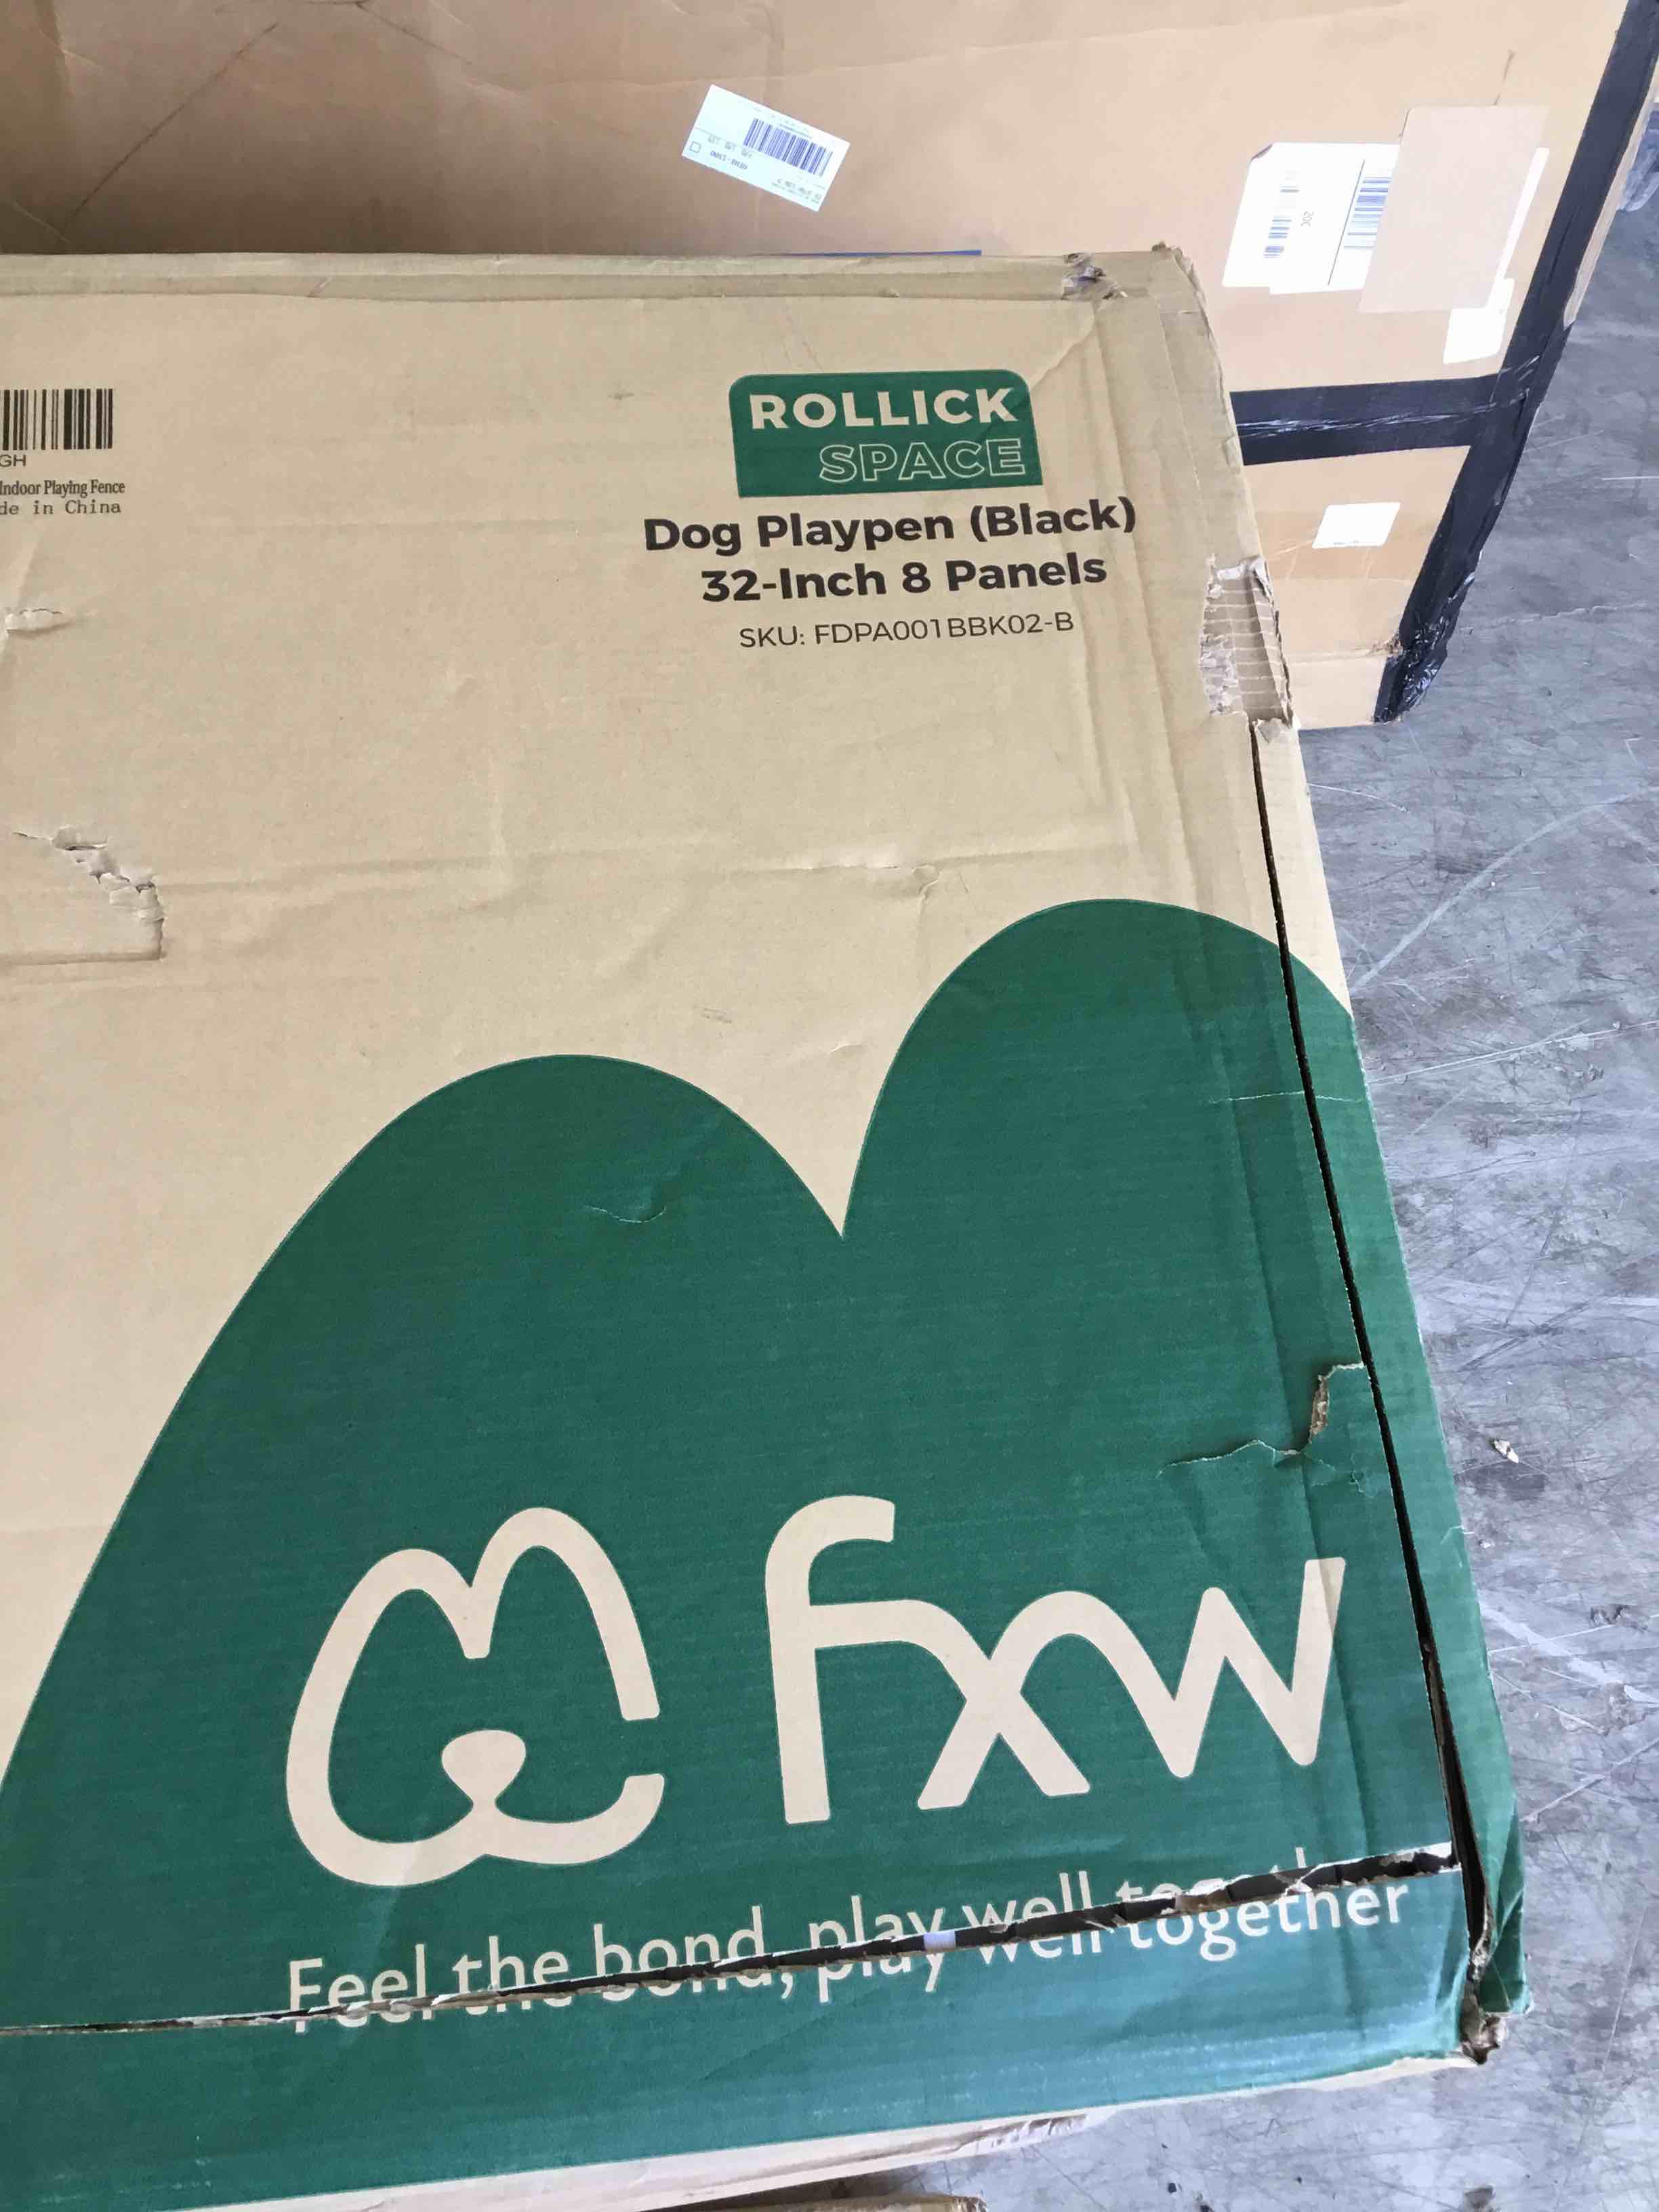 ROLLICK
SPACE
Dog Playpen (Black)
32-Inch 8 Panels
SKU: FDPA001BBK02-B
GH
Indoor Playing Fence
de in China
fxw
Feel the bond, play well together